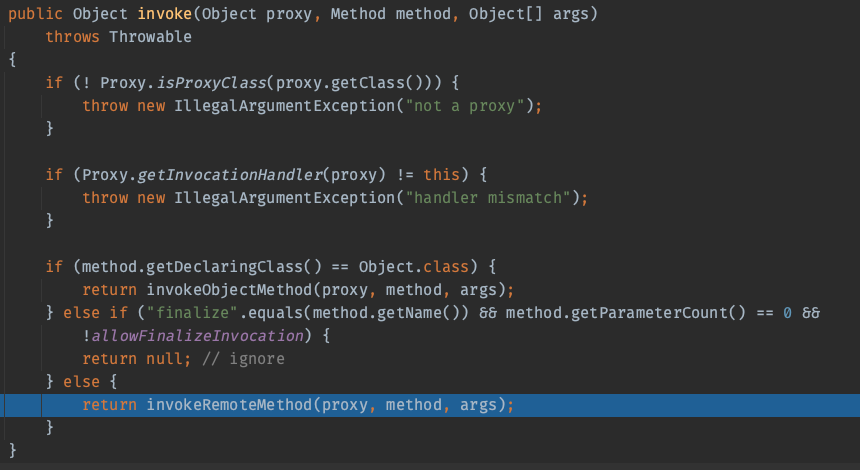 public Object invoke(Object proxy, Method method, Object[] args)
    throws Throwable
{
    if (! Proxy.isProxyClass(proxy.getClass())) {
        throw new IllegalArgumentException("not a proxy");
    }

    if (Proxy.getInvocationHandler(proxy) != this) {
        throw new IllegalArgumentException("handler mismatch");
    }

    if (method.getDeclaringClass() == Object.class) {
        return invokeObjectMethod(proxy, method, args);
    } else if ("finalize".equals(method.getName()) && method.getParameterCount() == 0 &&
        !allowFinalizeInvocation) {
        return null; // ignore
    } else {
        return invokeRemoteMethod(proxy, method, args);
    }
}